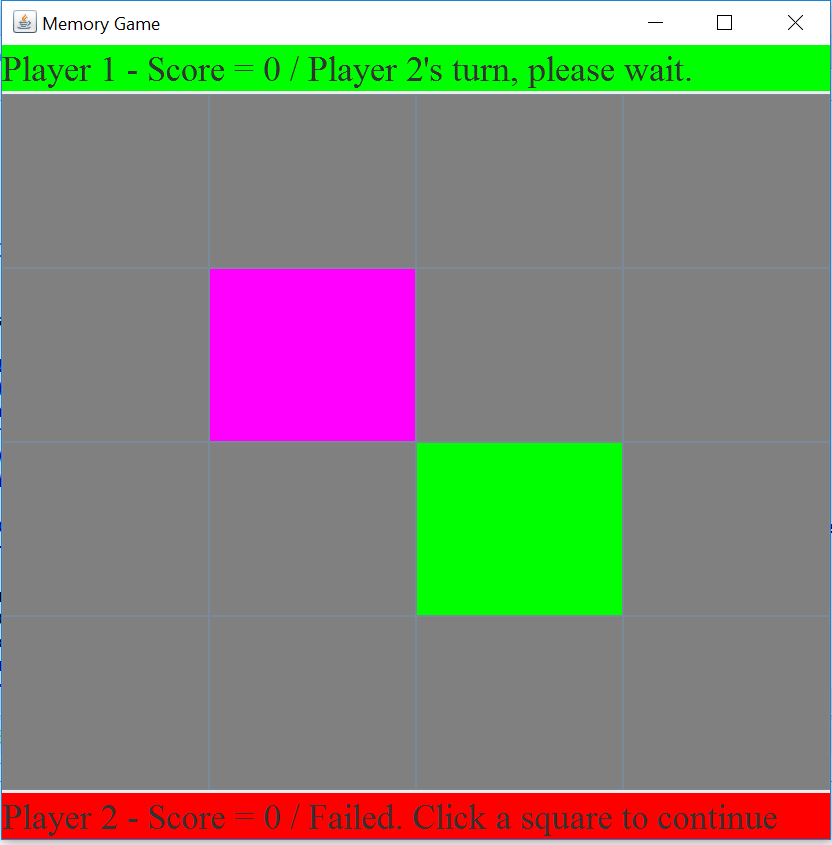 Memory Game
Player 1 - Score = 0 / Player 2's turn, please wait.
Player 2 - Score = 0 / Failed. Click a square to continue